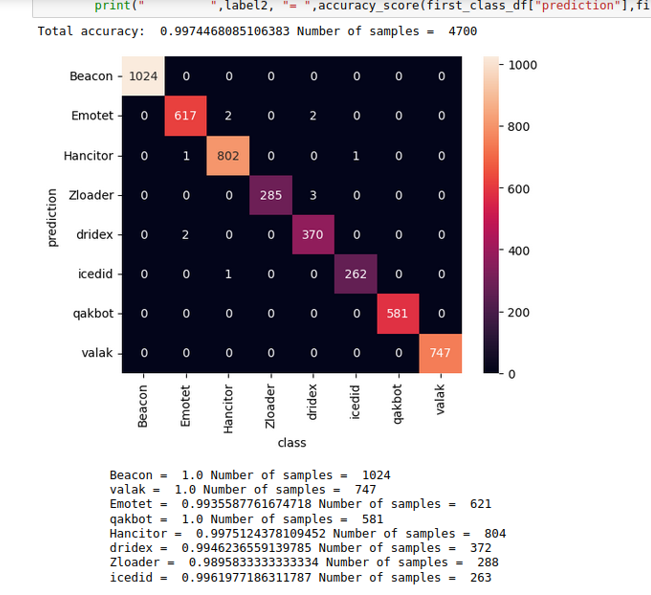 print("         ",label2, "= ",accuracy_score(first_class_df["prediction"],fi
Total accuracy:  0.9974468085106383 Number of samples =  4700
Beacon 1024 0 0 0 0 0 0 0 1000
Emotet 0 617 2 0 2 0 0 0 800
Hancitor 0 1 802 0 0 1 0 0
Zloader 0 0 0 285 3 0 0 0 600
dridex 0 2 0 0 370 0 0 0 400
icedid 0 0 1 0 0 262 0 0
qakbot 0 0 0 0 0 0 581 0 200
valak 0 0 0 0 0 0 0 747 0
prediction
Beacon Emotet Hancitor Zloader dridex icedid qakbot valak
class
Beacon =  1.0 Number of samples =  1024
valak =  1.0 Number of samples =  747
Emotet =  0.9935587761674718 Number of samples =  621
qakbot =  1.0 Number of samples =  581
Hancitor =  0.9975124378109452 Number of samples =  804
dridex =  0.9946236559139785 Number of samples =  372
Zloader =  0.9895833333333334 Number of samples =  288
icedid =  0.9961977186311787 Number of samples =  263